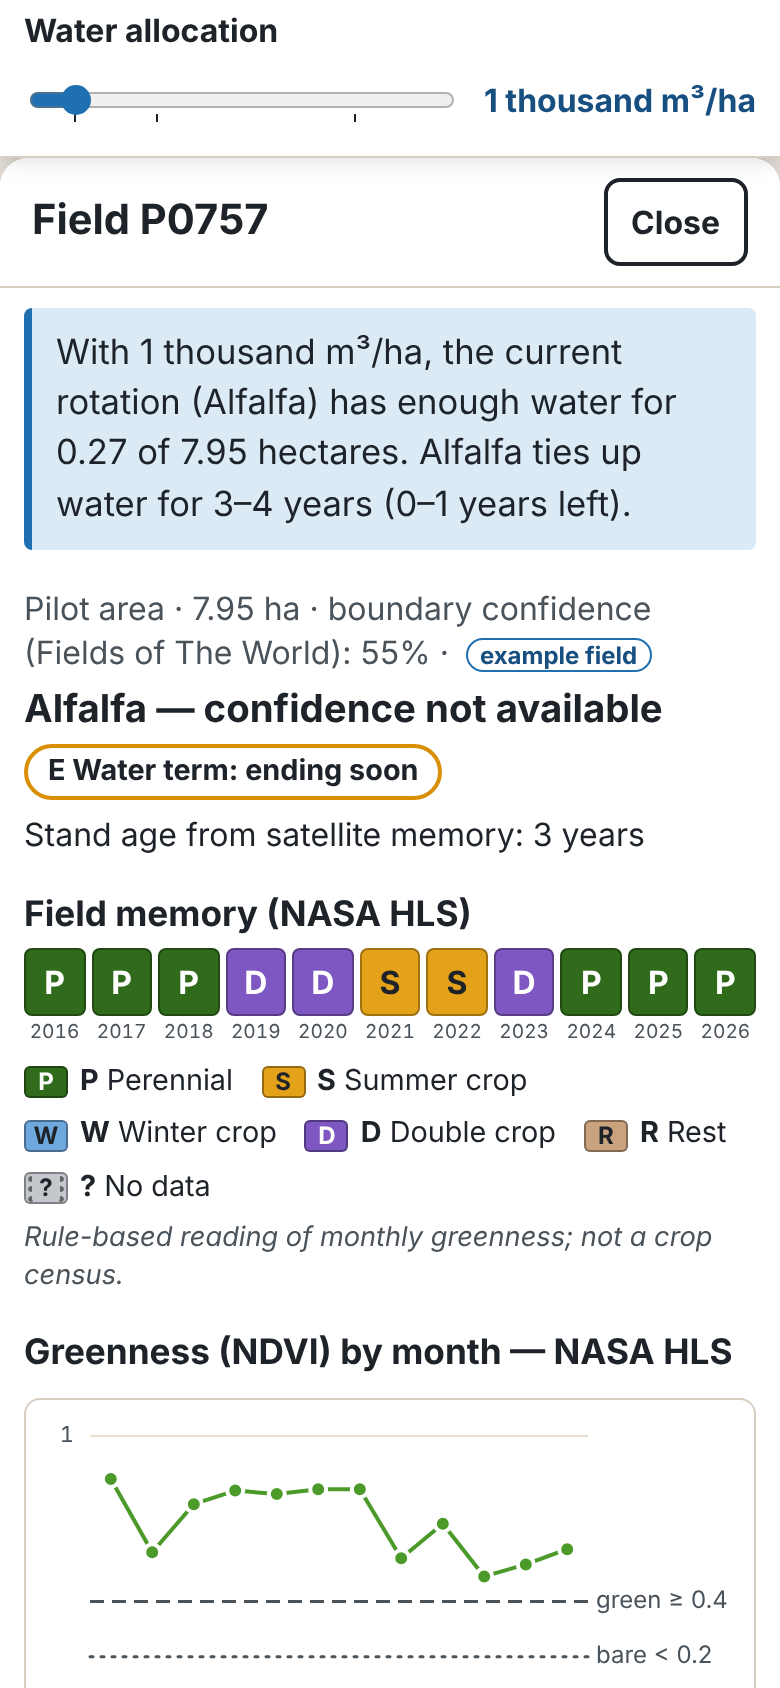 Water allocation
1 thousand m³/ha
Field P0757
Close
With 1 thousand m³/ha, the current
rotation (Alfalfa) has enough water for
0.27 of 7.95 hectares. Alfalfa ties up
water for 3–4 years (0–1 years left).
Pilot area · 7.95 ha · boundary confidence
(Fields of The World): 55% · example field
Alfalfa — confidence not available
E Water term: ending soon
Stand age from satellite memory: 3 years
Field memory (NASA HLS)
P P P D D S S D P P P
2016 2017 2018 2019 2020 2021 2022 2023 2024 2025 2026
P P Perennial S S Summer crop
W W Winter crop D D Double crop R R Rest
? ? No data
Rule-based reading of monthly greenness; not a crop
census.
Greenness (NDVI) by month — NASA HLS
1
green ≥ 0.4
bare < 0.2